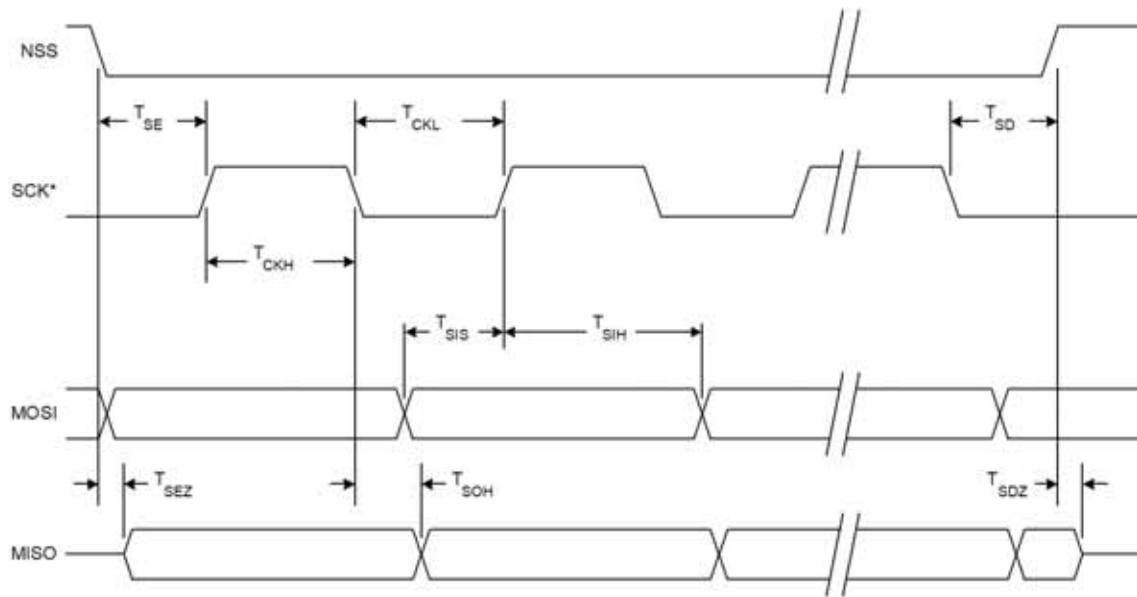 NSS
T_SE
T_CKL
T_SD
SCK*
T_CKH
T_SIS
T_SIH
MOSI
T_SEZ
T_SOH
T_SDZ
MISO